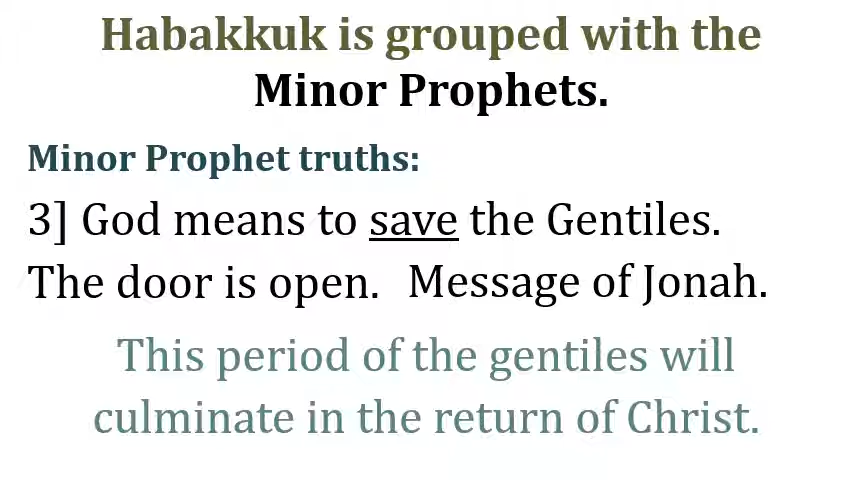 Habakkuk is grouped with the
Minor Prophets.
Minor Prophet truths:
3] God means to save the Gentiles.
The door is open. Message of Jonah.
This period of the gentiles will
culminate in the return of Christ.